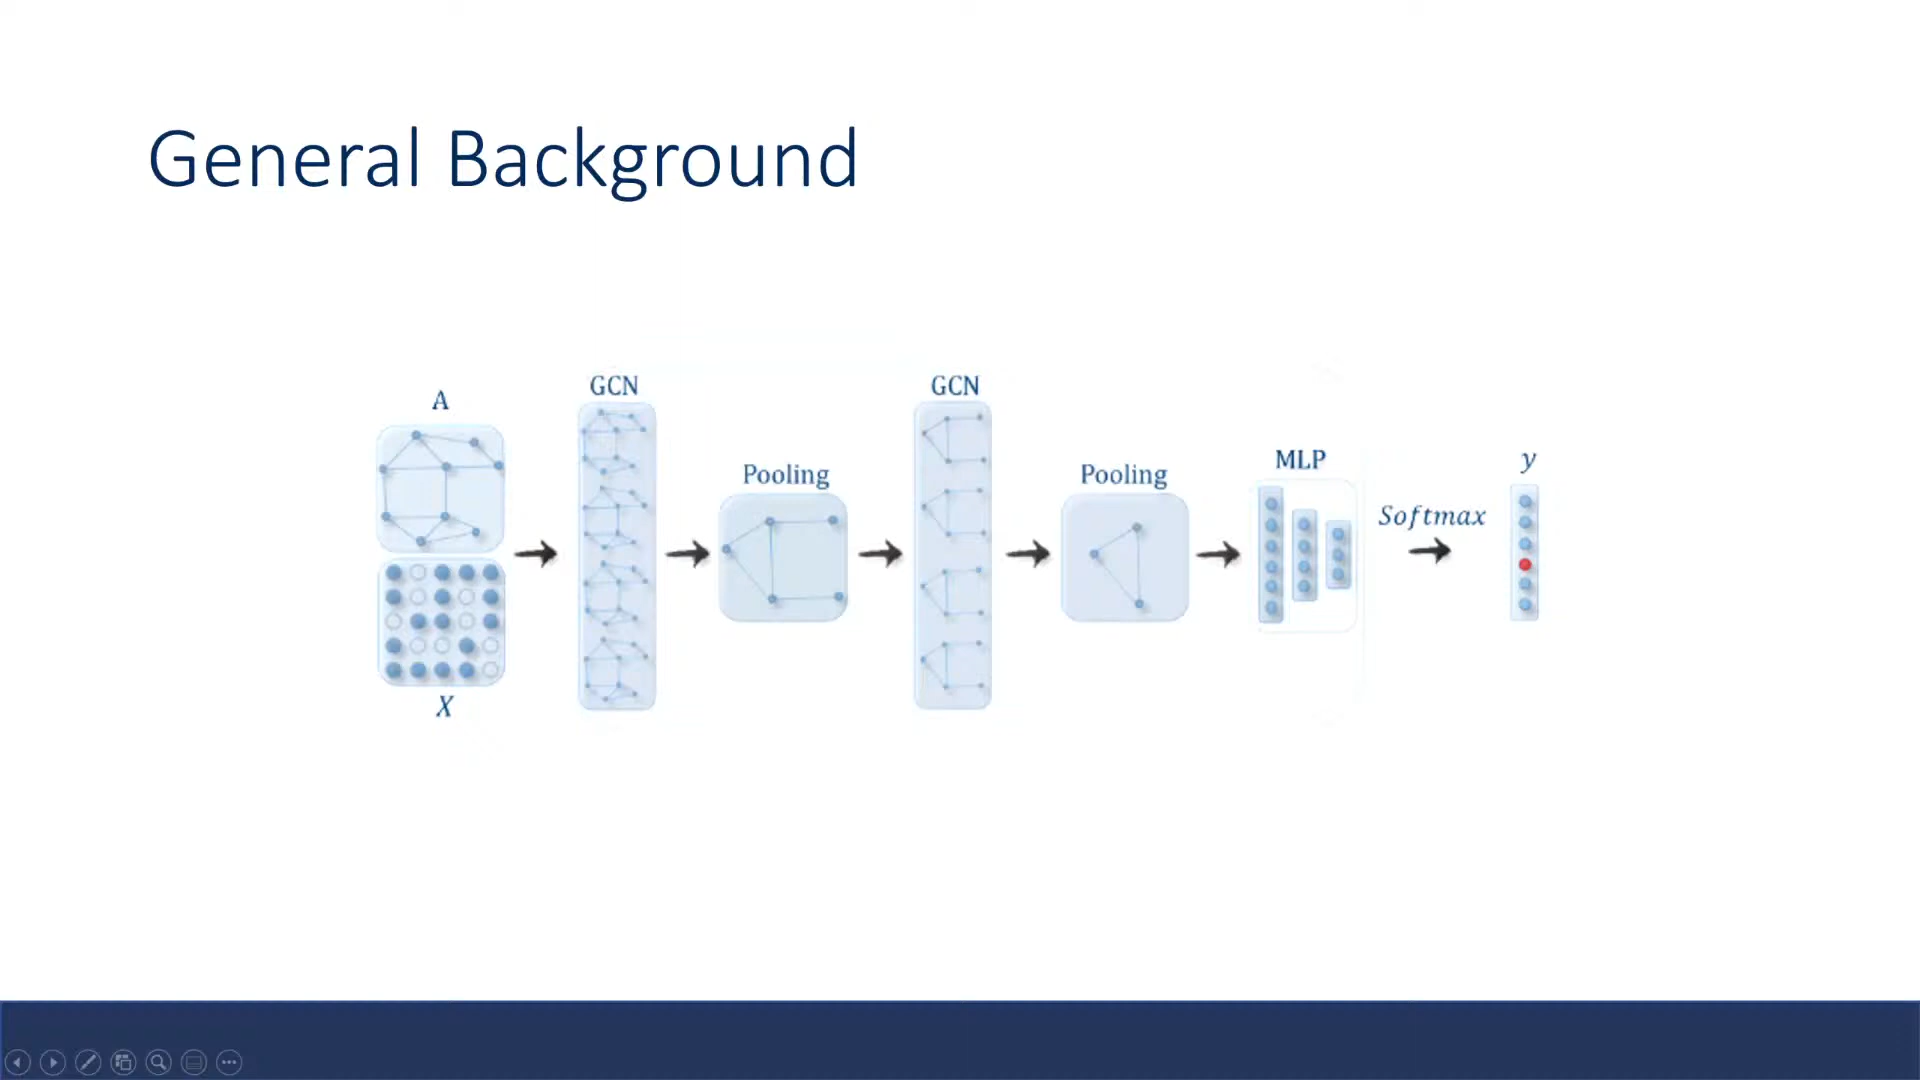 General Background
A
X
GCN
Pooling
GCN
Pooling
MLP
Softmax
y